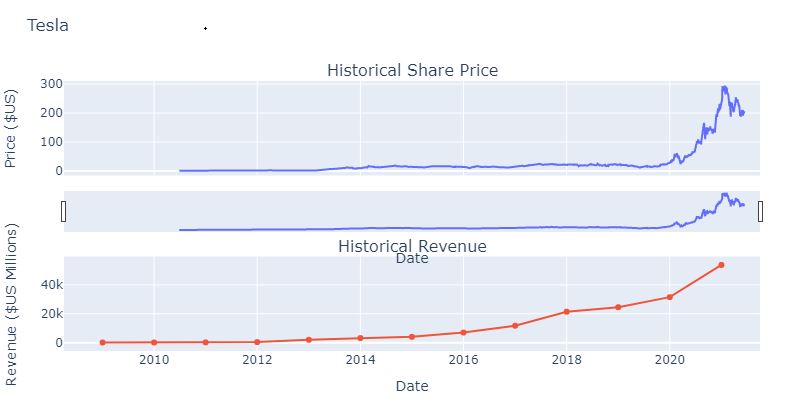 Tesla
Historical Share Price
Price ($US)
300
200
100
0
Historical Revenue
Date
Revenue ($US Millions)
40k
20k
0
2010 2012 2014 2016 2018 2020
Date